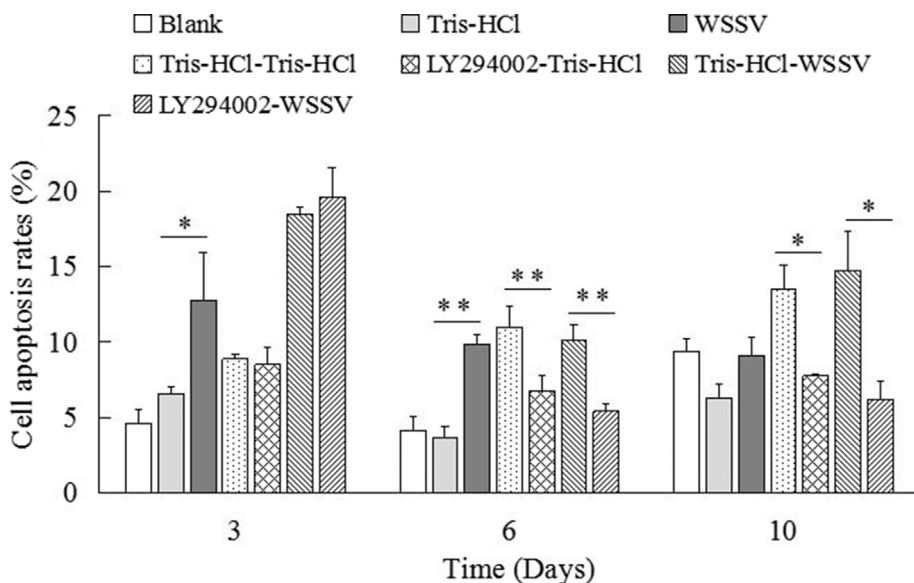 Blank Tris-HCl WSSV
Tris-HCl-Tris-HCl LY294002-Tris-HCl Tris-HCl-WSSV
LY294002-WSSV
25
20
15
10
5
0
Cell apoptosis rates (%)
*
* *
* *
* *
*
*
3 6 10
Time (Days)